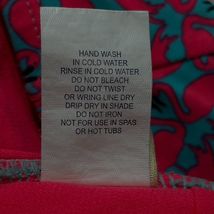 HAND WASH
IN COLD WATER
RINSE IN COLD WATER
DO NOT BLEACH
DO NOT TWIST
OR WRING LINE DRY
DRIP DRY IN SHADE
DO NOT IRON
NOT FOR USE IN SPAS
OR HOT TUBS